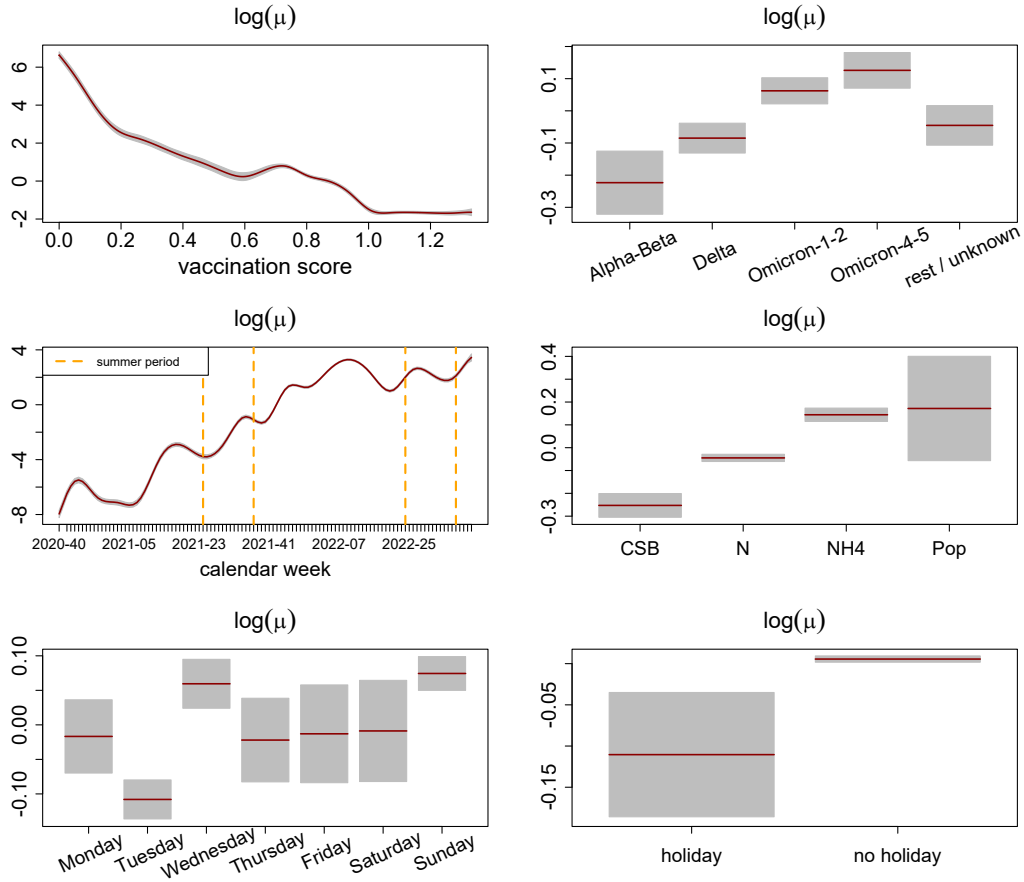 log(μ)
6
4
2
0
-2
0.0 0.2 0.4 0.6 0.8 1.0 1.2
vaccination score
log(μ)
0.1
-0.1
-0.3
Alpha-Beta Delta Omicron-1-2 Omicron-4-5 rest / unknown
log(μ)
summer period
4
0
-4
-8
2020-40 2021-05 2021-23 2021-41 2022-07 2022-25
calendar week
log(μ)
0.4
0.2
0.0
-0.3
CSB N NH4 Pop
log(μ)
0.10
0.00
-0.10
Monday Tuesday Wednesday Thursday Friday Saturday Sunday
log(μ)
-0.05
-0.15
holiday no holiday